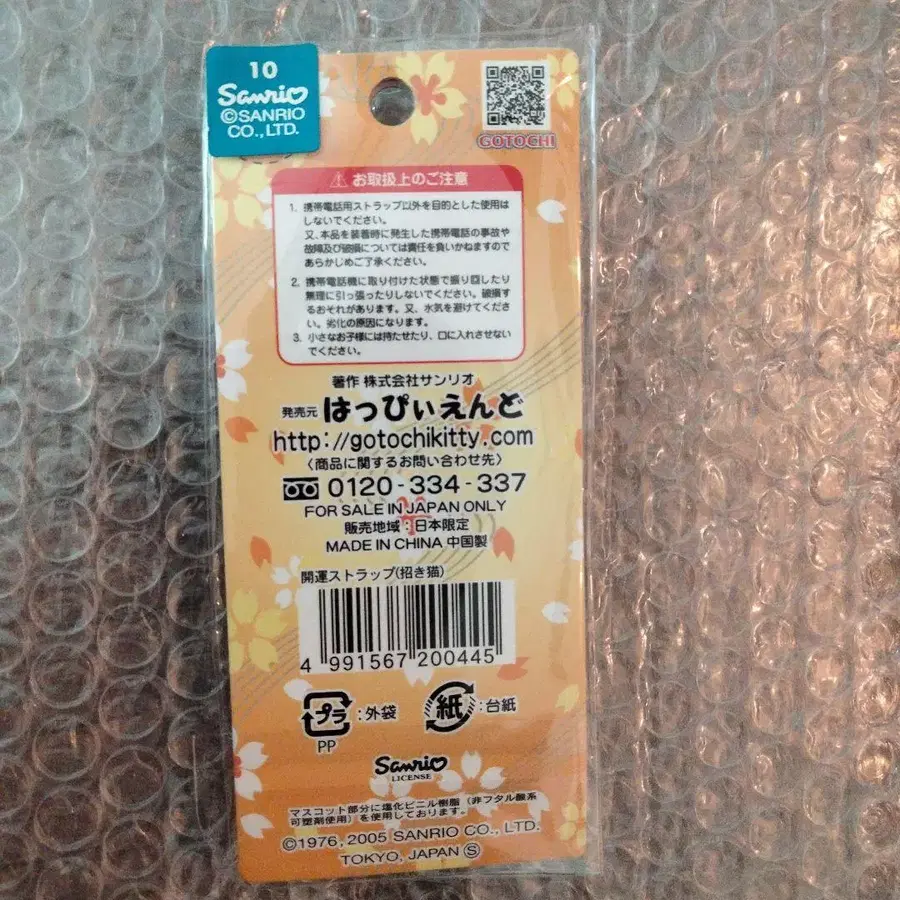 10
Sanrio
©SANRIO
CO., LTD.
GOTOCHI
⚠ お取扱上のご注意
1. 携帯電話用ストラップ以外を目的とした使用は
しないでください。
又、本品を装着時に発生した携帯電話の事故や
故障及び破損については責任を負いかねますので
あらかじめご了承ください。
2. 携帯電話機に取り付けた状態で振り回したり
無理に引っ張ったりしないでください。破損す
るおそれがあります。又、水気を避けてくださ
い。劣化の原因になります。
3. 小さなお子様には持たせたり、口に入れさせない
でください。
著作 株式会社サンリオ
発売元 はっぴぃえんど
http://gotochikitty.com
〈商品に関するお問い合わせ先〉
0120-334-337
FOR SALE IN JAPAN ONLY
販売地域:日本限定
MADE IN CHINA 中国製
開運ストラップ(招き猫)
4 991567 200445
プラ :外袋
PP
紙 :台紙
Sanrio
LICENSE
マスコット部分に塩化ビニル樹脂(非フタル酸系
可塑剤使用)を使用しております。
©1976, 2005 SANRIO CO., LTD.
TOKYO, JAPAN Ⓢ